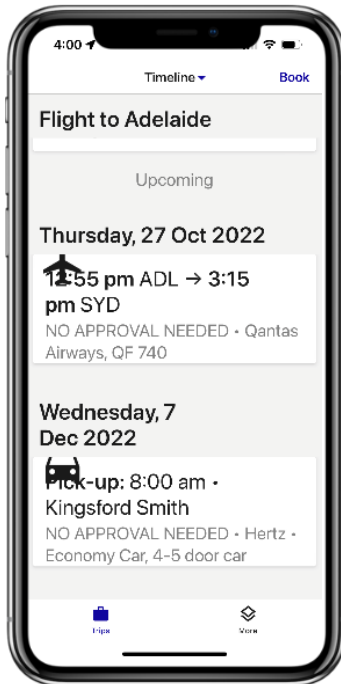 4:00
Timeline
Book
Flight to Adelaide
Upcoming
Thursday, 27 Oct 2022
12:55 pm ADL → 3:15
pm SYD
NO APPROVAL NEEDED • Qantas
Airways, QF 740
Wednesday, 7
Dec 2022
Pick-up: 8:00 am •
Kingsford Smith
NO APPROVAL NEEDED • Hertz •
Economy Car, 4-5 door car
Trips
More